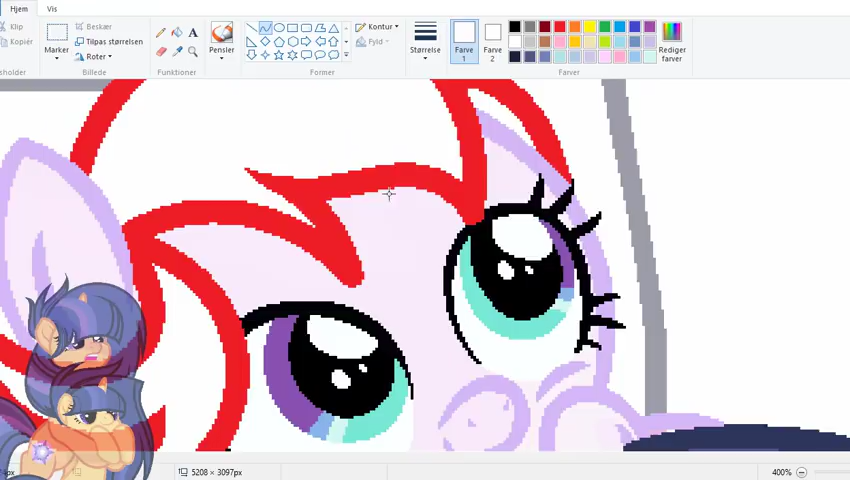 Hjem Vis
Klip
Kopiér
sholder
Marker
Beskær
Tilpas størrelsen
Roter
Billede
A
Funktioner
Pensler
Kontur
Fyld
Former
Størrelse
Farve
1
Farve
2
Rediger
farver
Farver
5208 × 3097px
400%